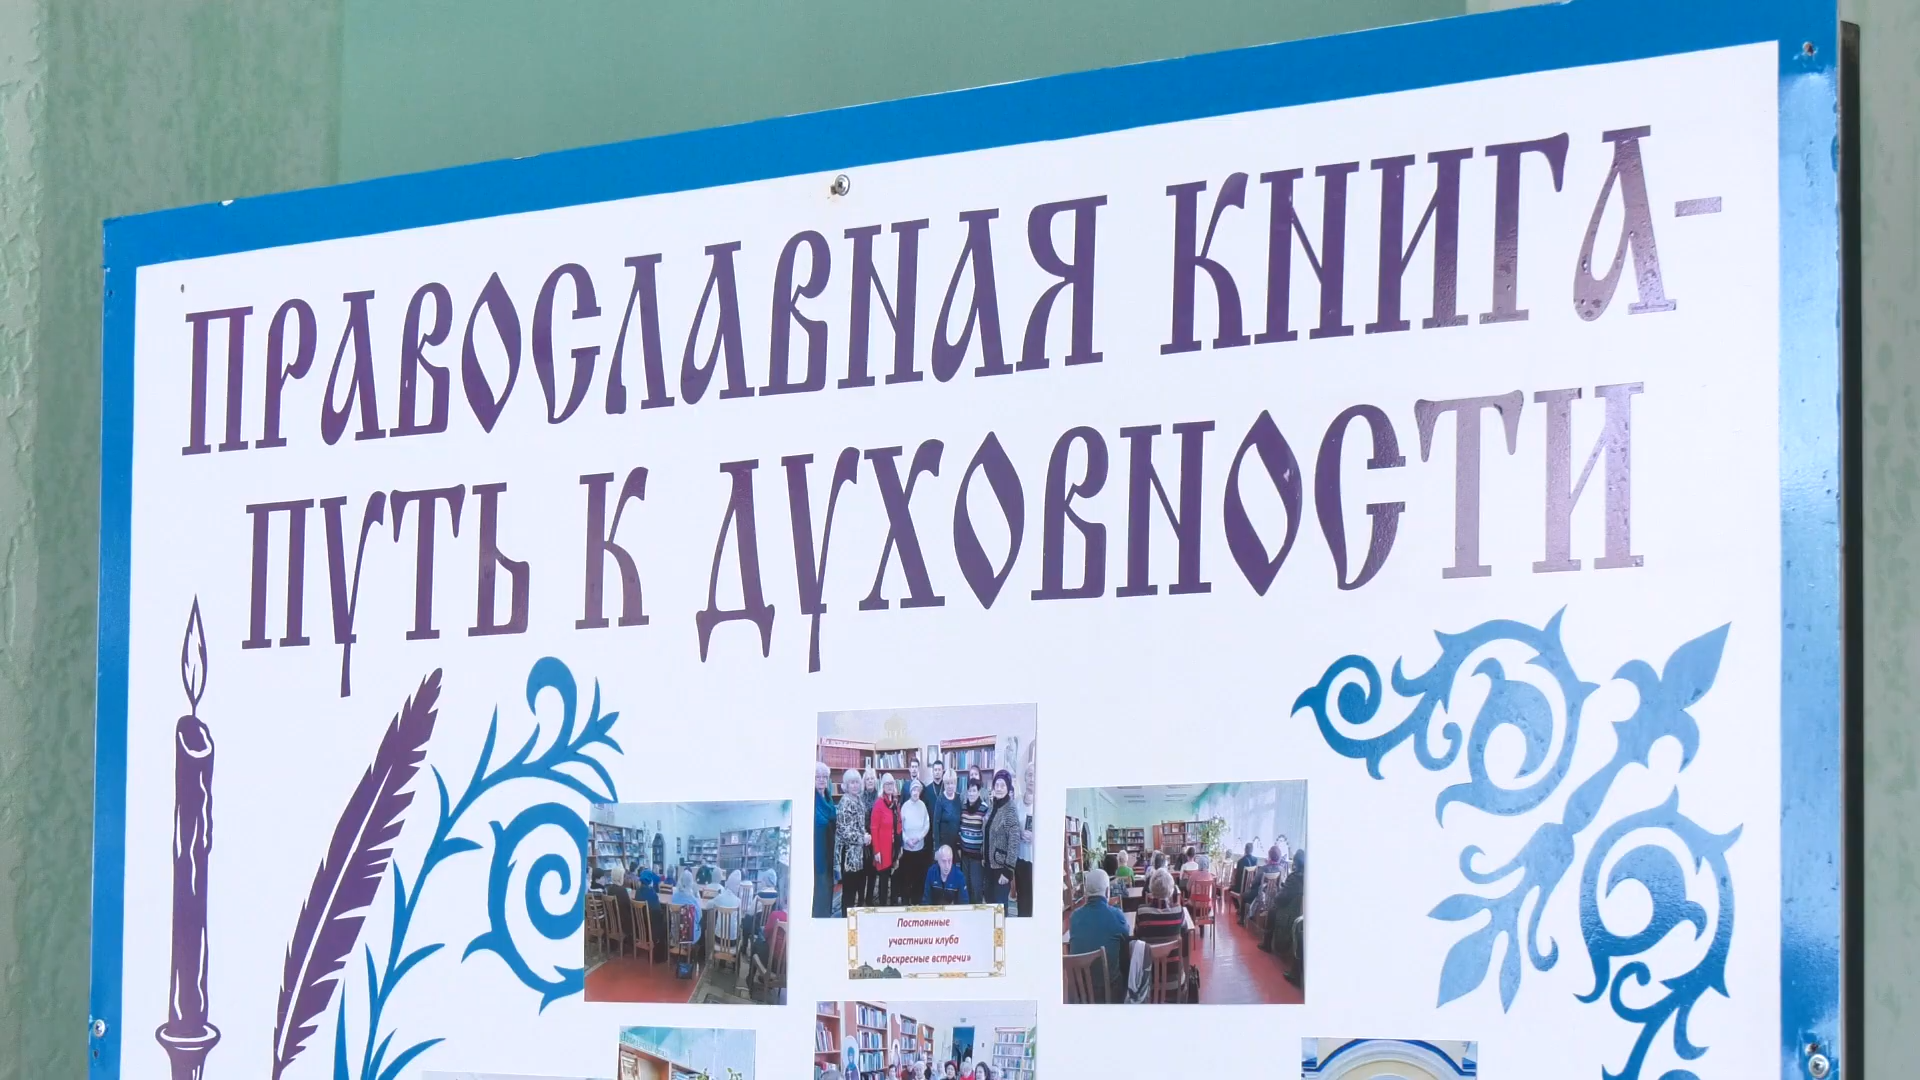 ПРАВОСЛАВНАЯ КНИГА-
ПУТЬ К ДУХОВНОСТИ
Постоянные
участники клуба
«Воскресные встречи»